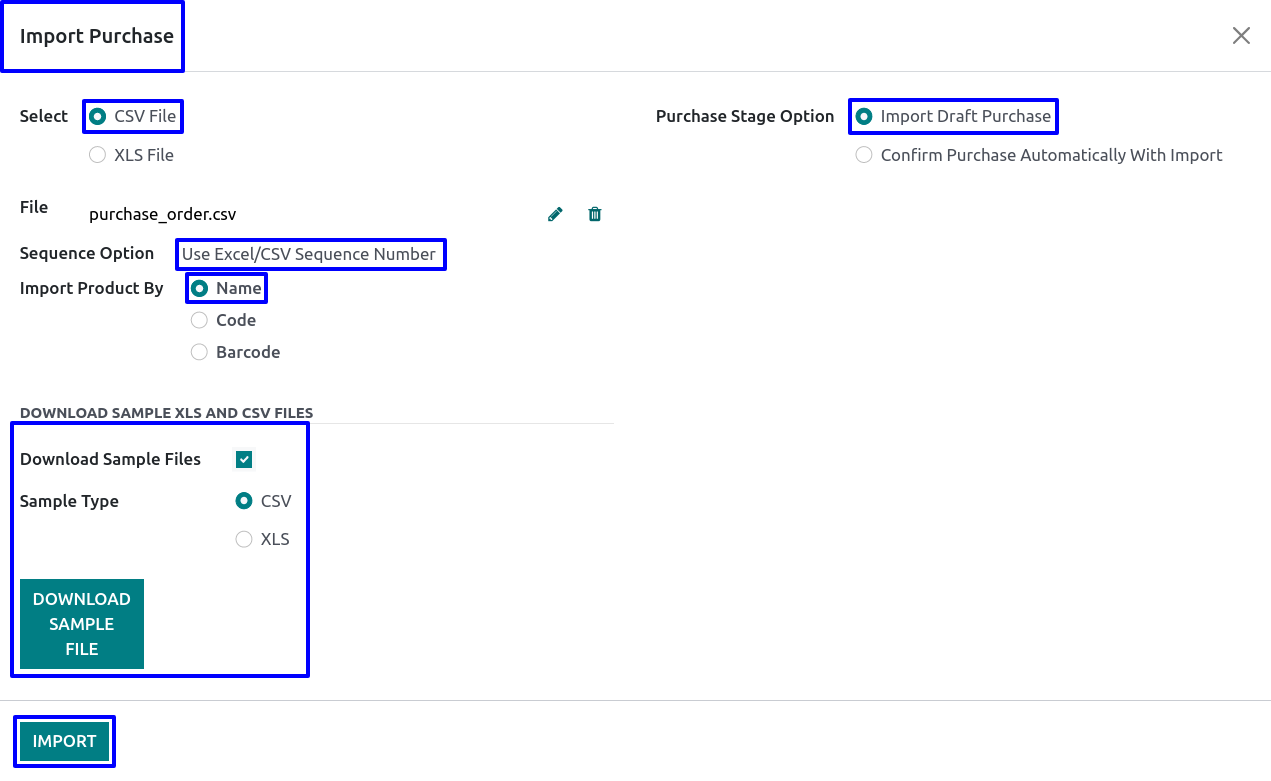 Import Purchase
Select CSV File
XLS File
Purchase Stage Option Import Draft Purchase
Confirm Purchase Automatically With Import
File purchase_order.csv
Sequence Option Use Excel/CSV Sequence Number
Import Product By Name
Code
Barcode
DOWNLOAD SAMPLE XLS AND CSV FILES
Download Sample Files
Sample Type CSV
XLS
DOWNLOAD
SAMPLE
FILE
IMPORT